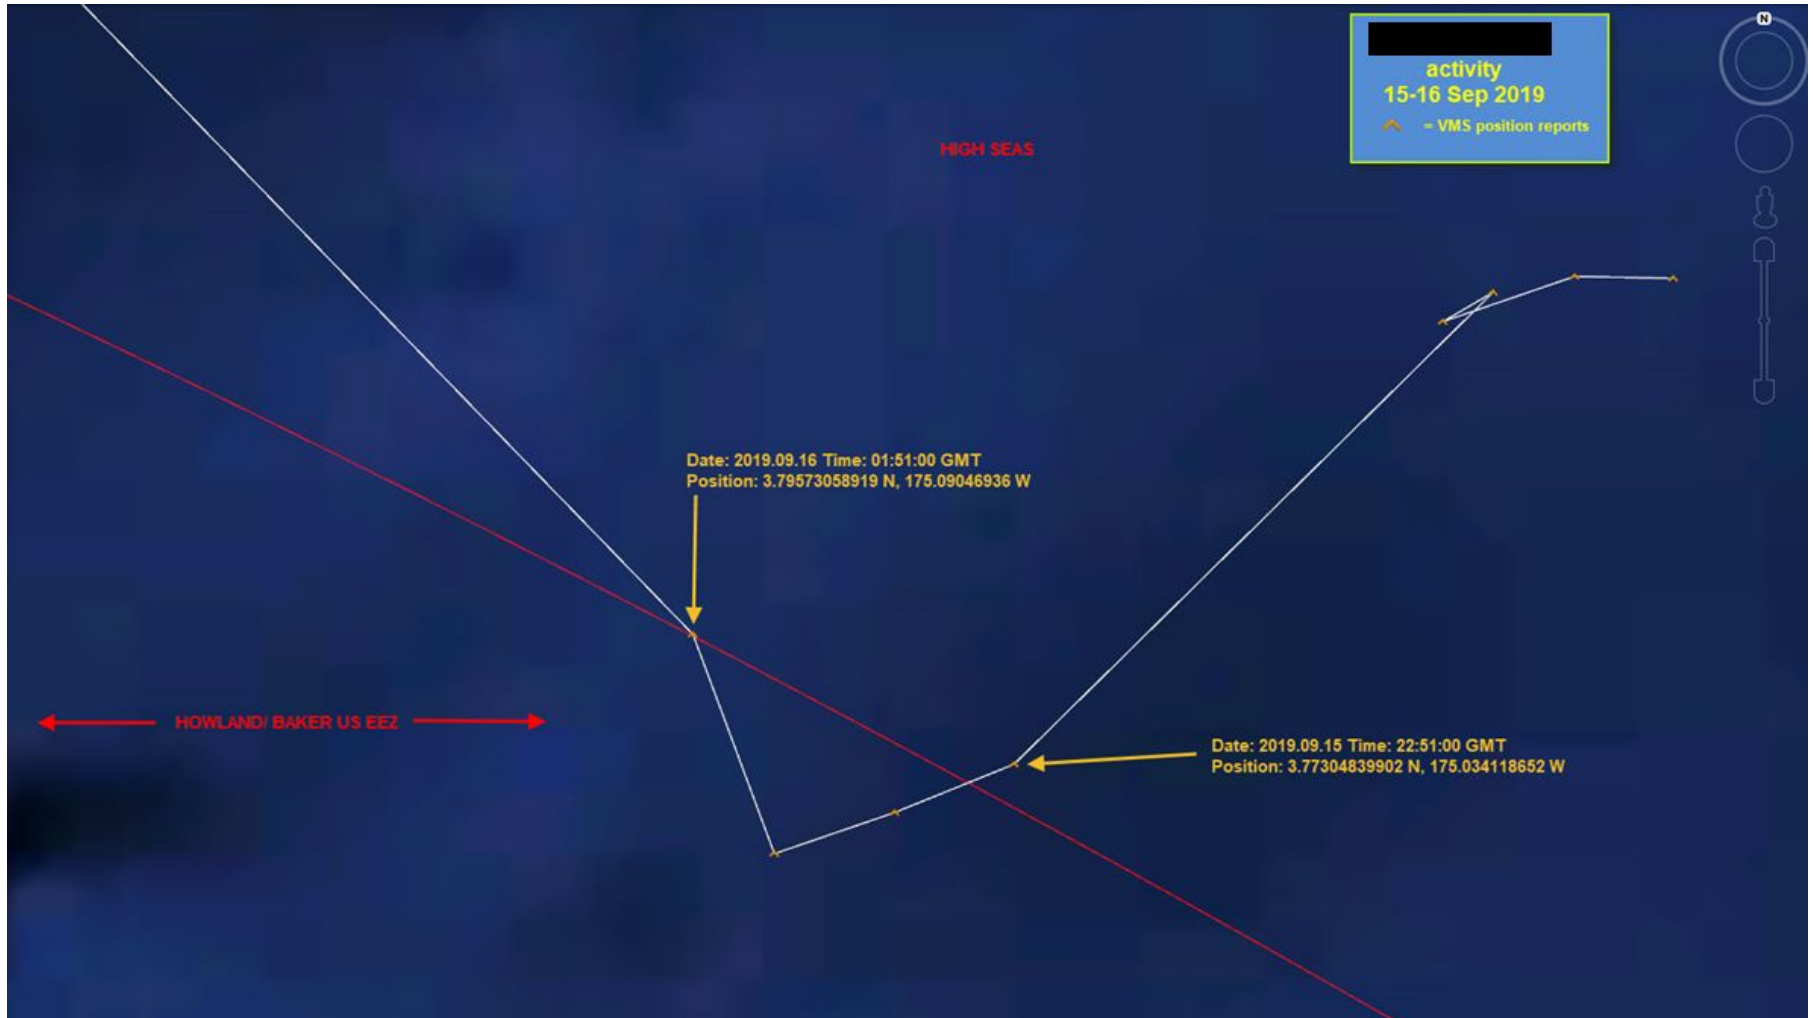 N
activity
15-16 Sep 2019
= VMS position reports
HIGH SEAS
Date: 2019.09.16 Time: 01:51:00 GMT
Position: 3.79573058919 N, 175.09046936 W
HOWLAND/ BAKER US EEZ
Date: 2019.09.15 Time: 22:51:00 GMT
Position: 3.77304839902 N, 175.034118652 W